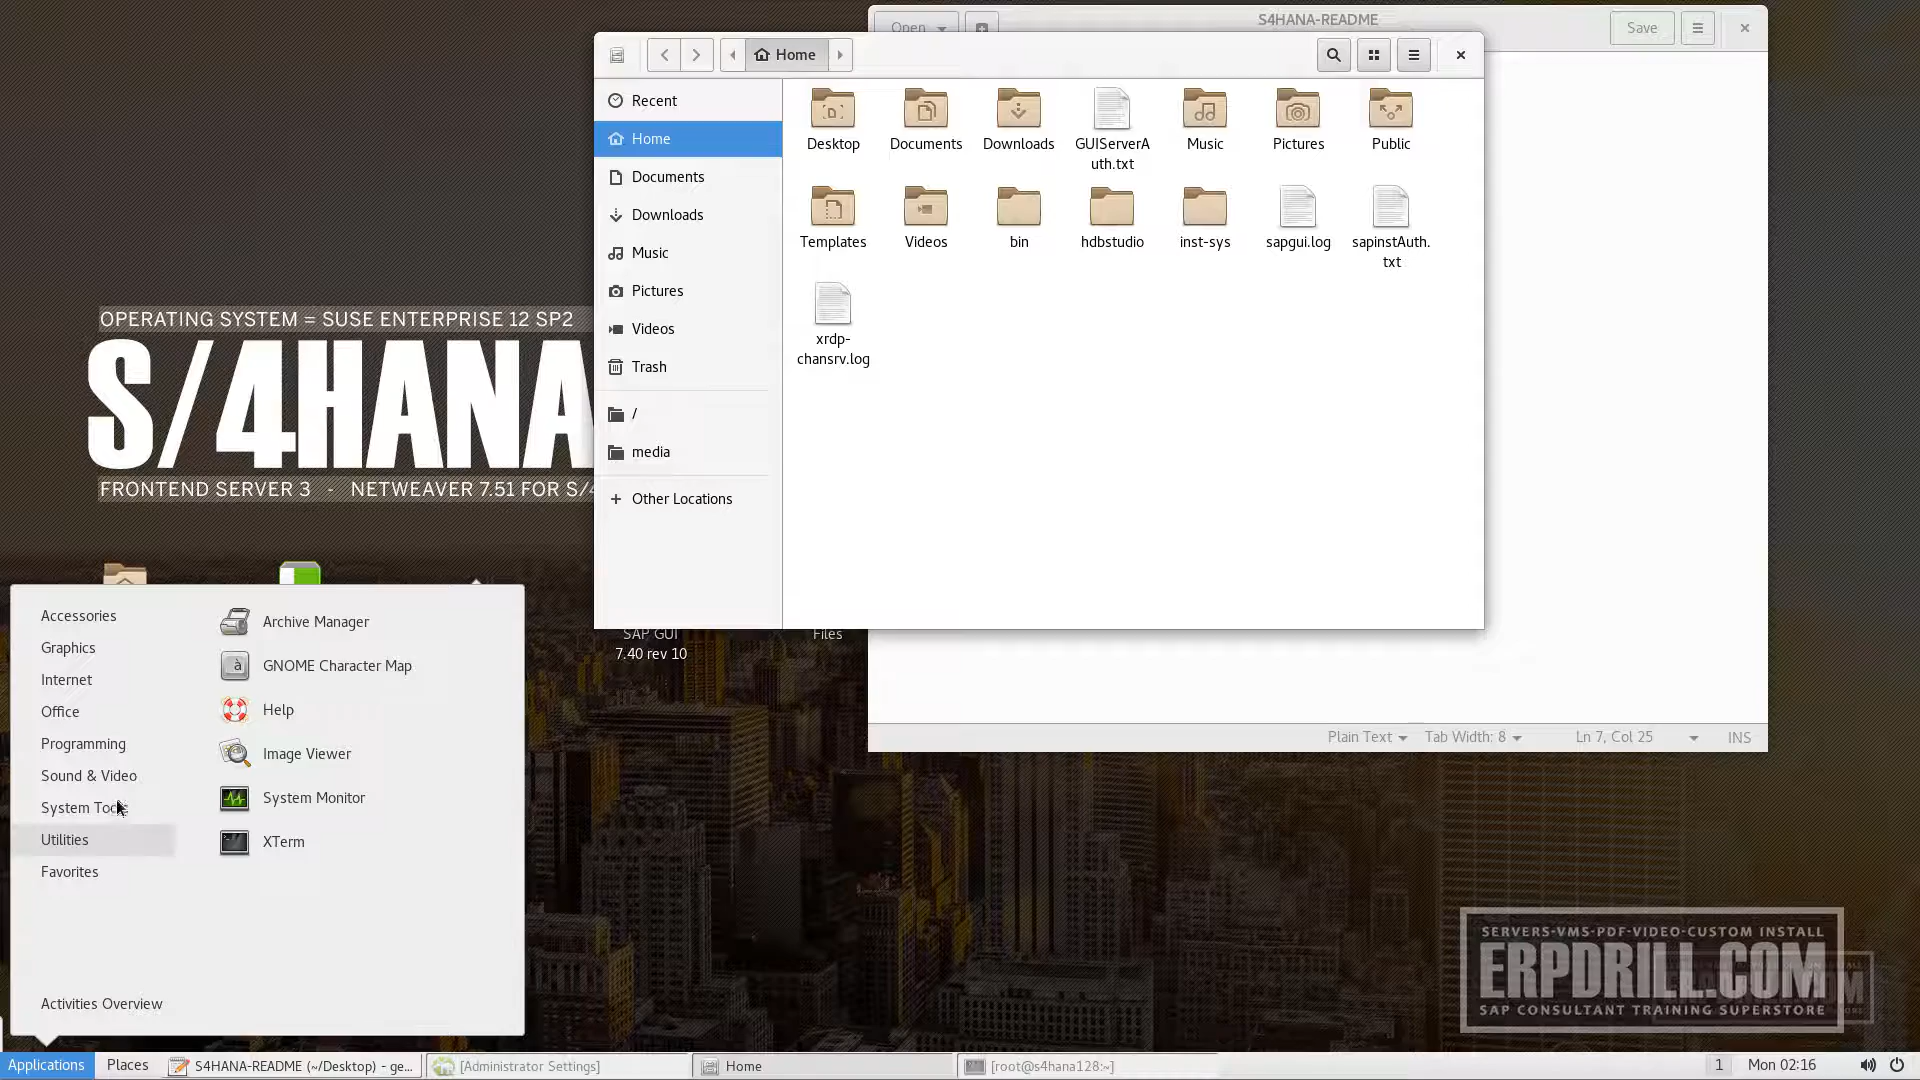 Open
S4HANA-README
Save
Home
Recent
Home
Documents
Downloads
Music
Pictures
Videos
Trash
/
media
Other Locations
Desktop
Documents
Downloads
GUIServerA
uth.txt
Music
Pictures
Public
Templates
Videos
bin
hdbstudio
inst-sys
sapgui.log
sapinstAuth.
txt
xrdp-
chansrv.log
OPERATING SYSTEM = SUSE ENTERPRISE 12 SP2
S/4HANA
FRONTEND SERVER 3 - NETWEAVER 7.51 FOR S/4
SAP GUI
7.40 rev 10
Files
Plain Text
Tab Width: 8
Ln 7, Col 25
INS
Accessories
Graphics
Internet
Office
Programming
Sound & Video
System Tools
Utilities
Favorites
Activities Overview
Archive Manager
GNOME Character Map
Help
Image Viewer
System Monitor
XTerm
SERVERS-VMS-PDF-VIDEO-CUSTOM INSTALL
ERPDRILL.COM
SAP CONSULTANT TRAINING SUPERSTORE
Applications
Places
S4HANA-README (~/Desktop) - ge...
[Administrator Settings]
Home
[root@s4hana128:~]
1
Mon 02:16